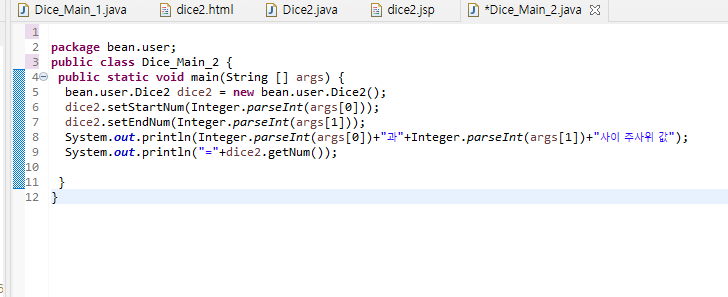 Dice_Main_1.java dice2.html Dice2.java dice2.jsp *Dice_Main_2.java
1
2 package bean.user;
3 public class Dice_Main_2 {
4 public static void main(String [] args) {
5 bean.user.Dice2 dice2 = new bean.user.Dice2();
6 dice2.setStartNum(Integer.parseInt(args[0]));
7 dice2.setEndNum(Integer.parseInt(args[1]));
8 System.out.println(Integer.parseInt(args[0])+"과"+Integer.parseInt(args[1])+"사이 주사위 값");
9 System.out.println("="+dice2.getNum());
10
11 }
12 }